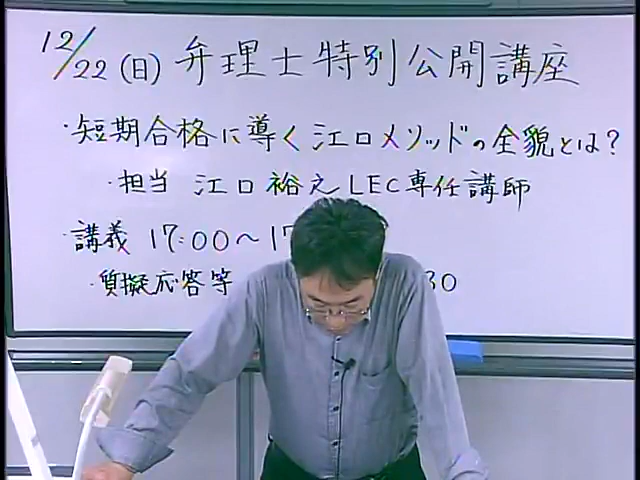 12/22(日) 弁理士特別公開講座
・短期合格に導く江口メソッドの全貌とは?
・担当 江口裕之LEC専任講師
・講義 17:00〜17
・質擬応答等 30